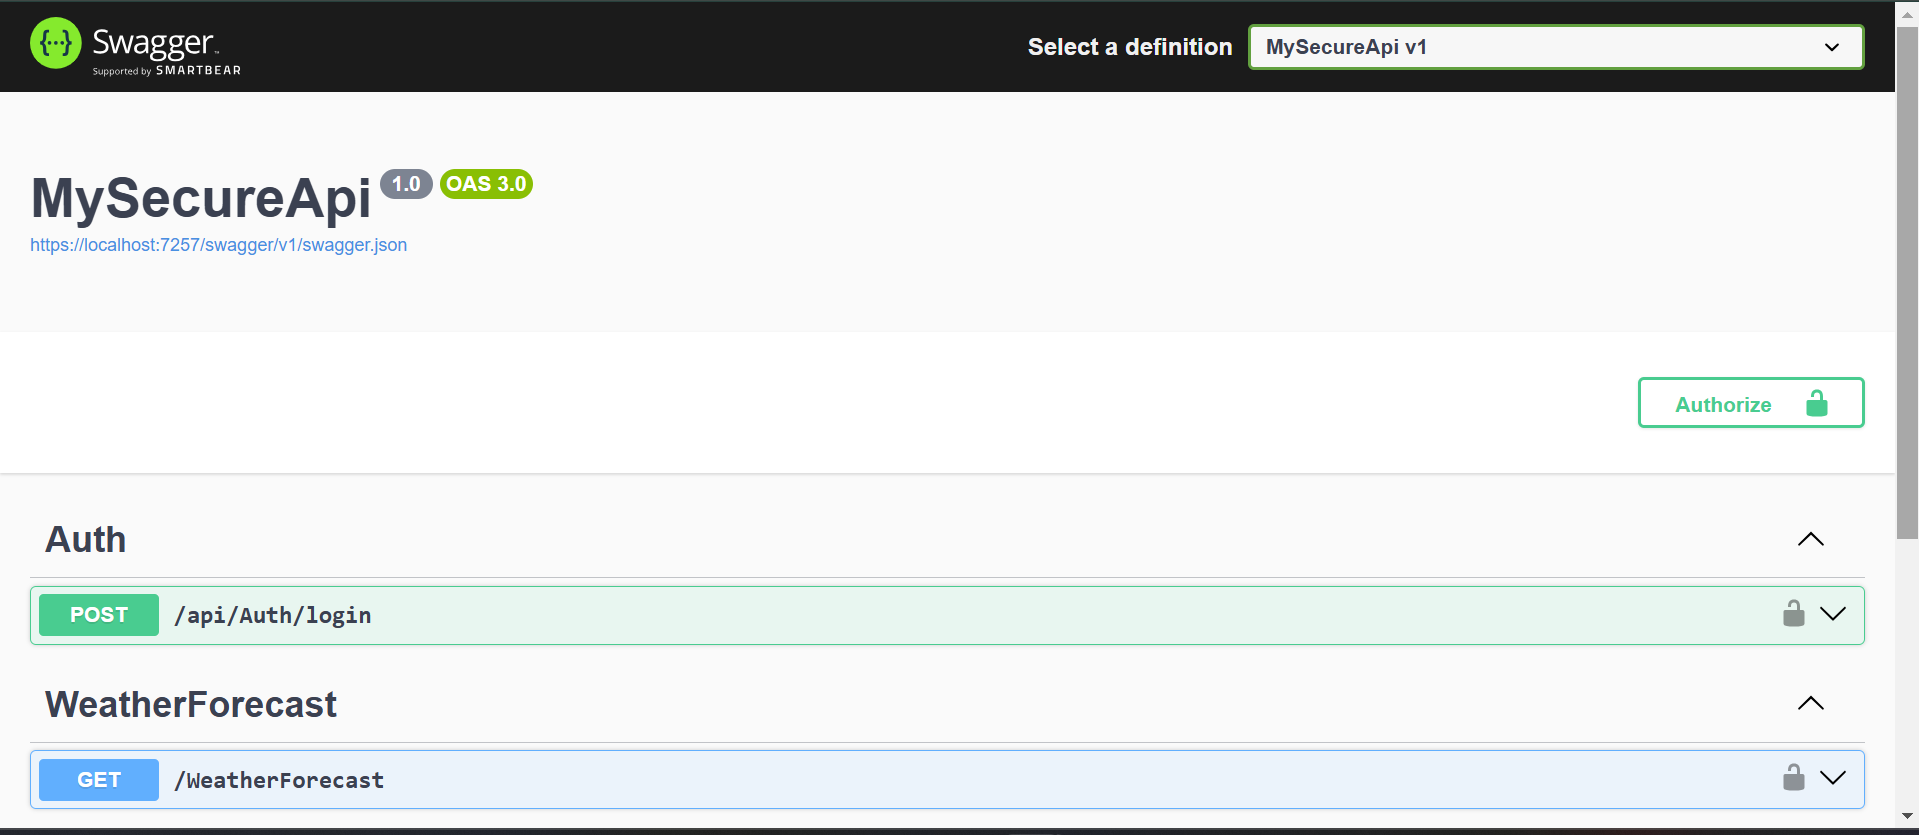 {···} Swagger™
Supported by SMARTBEAR
Select a definition
MySecureApi v1
MySecureApi 1.0 OAS 3.0
https://localhost:7257/swagger/v1/swagger.json
Authorize
Auth
POST /api/Auth/login
WeatherForecast
GET /WeatherForecast